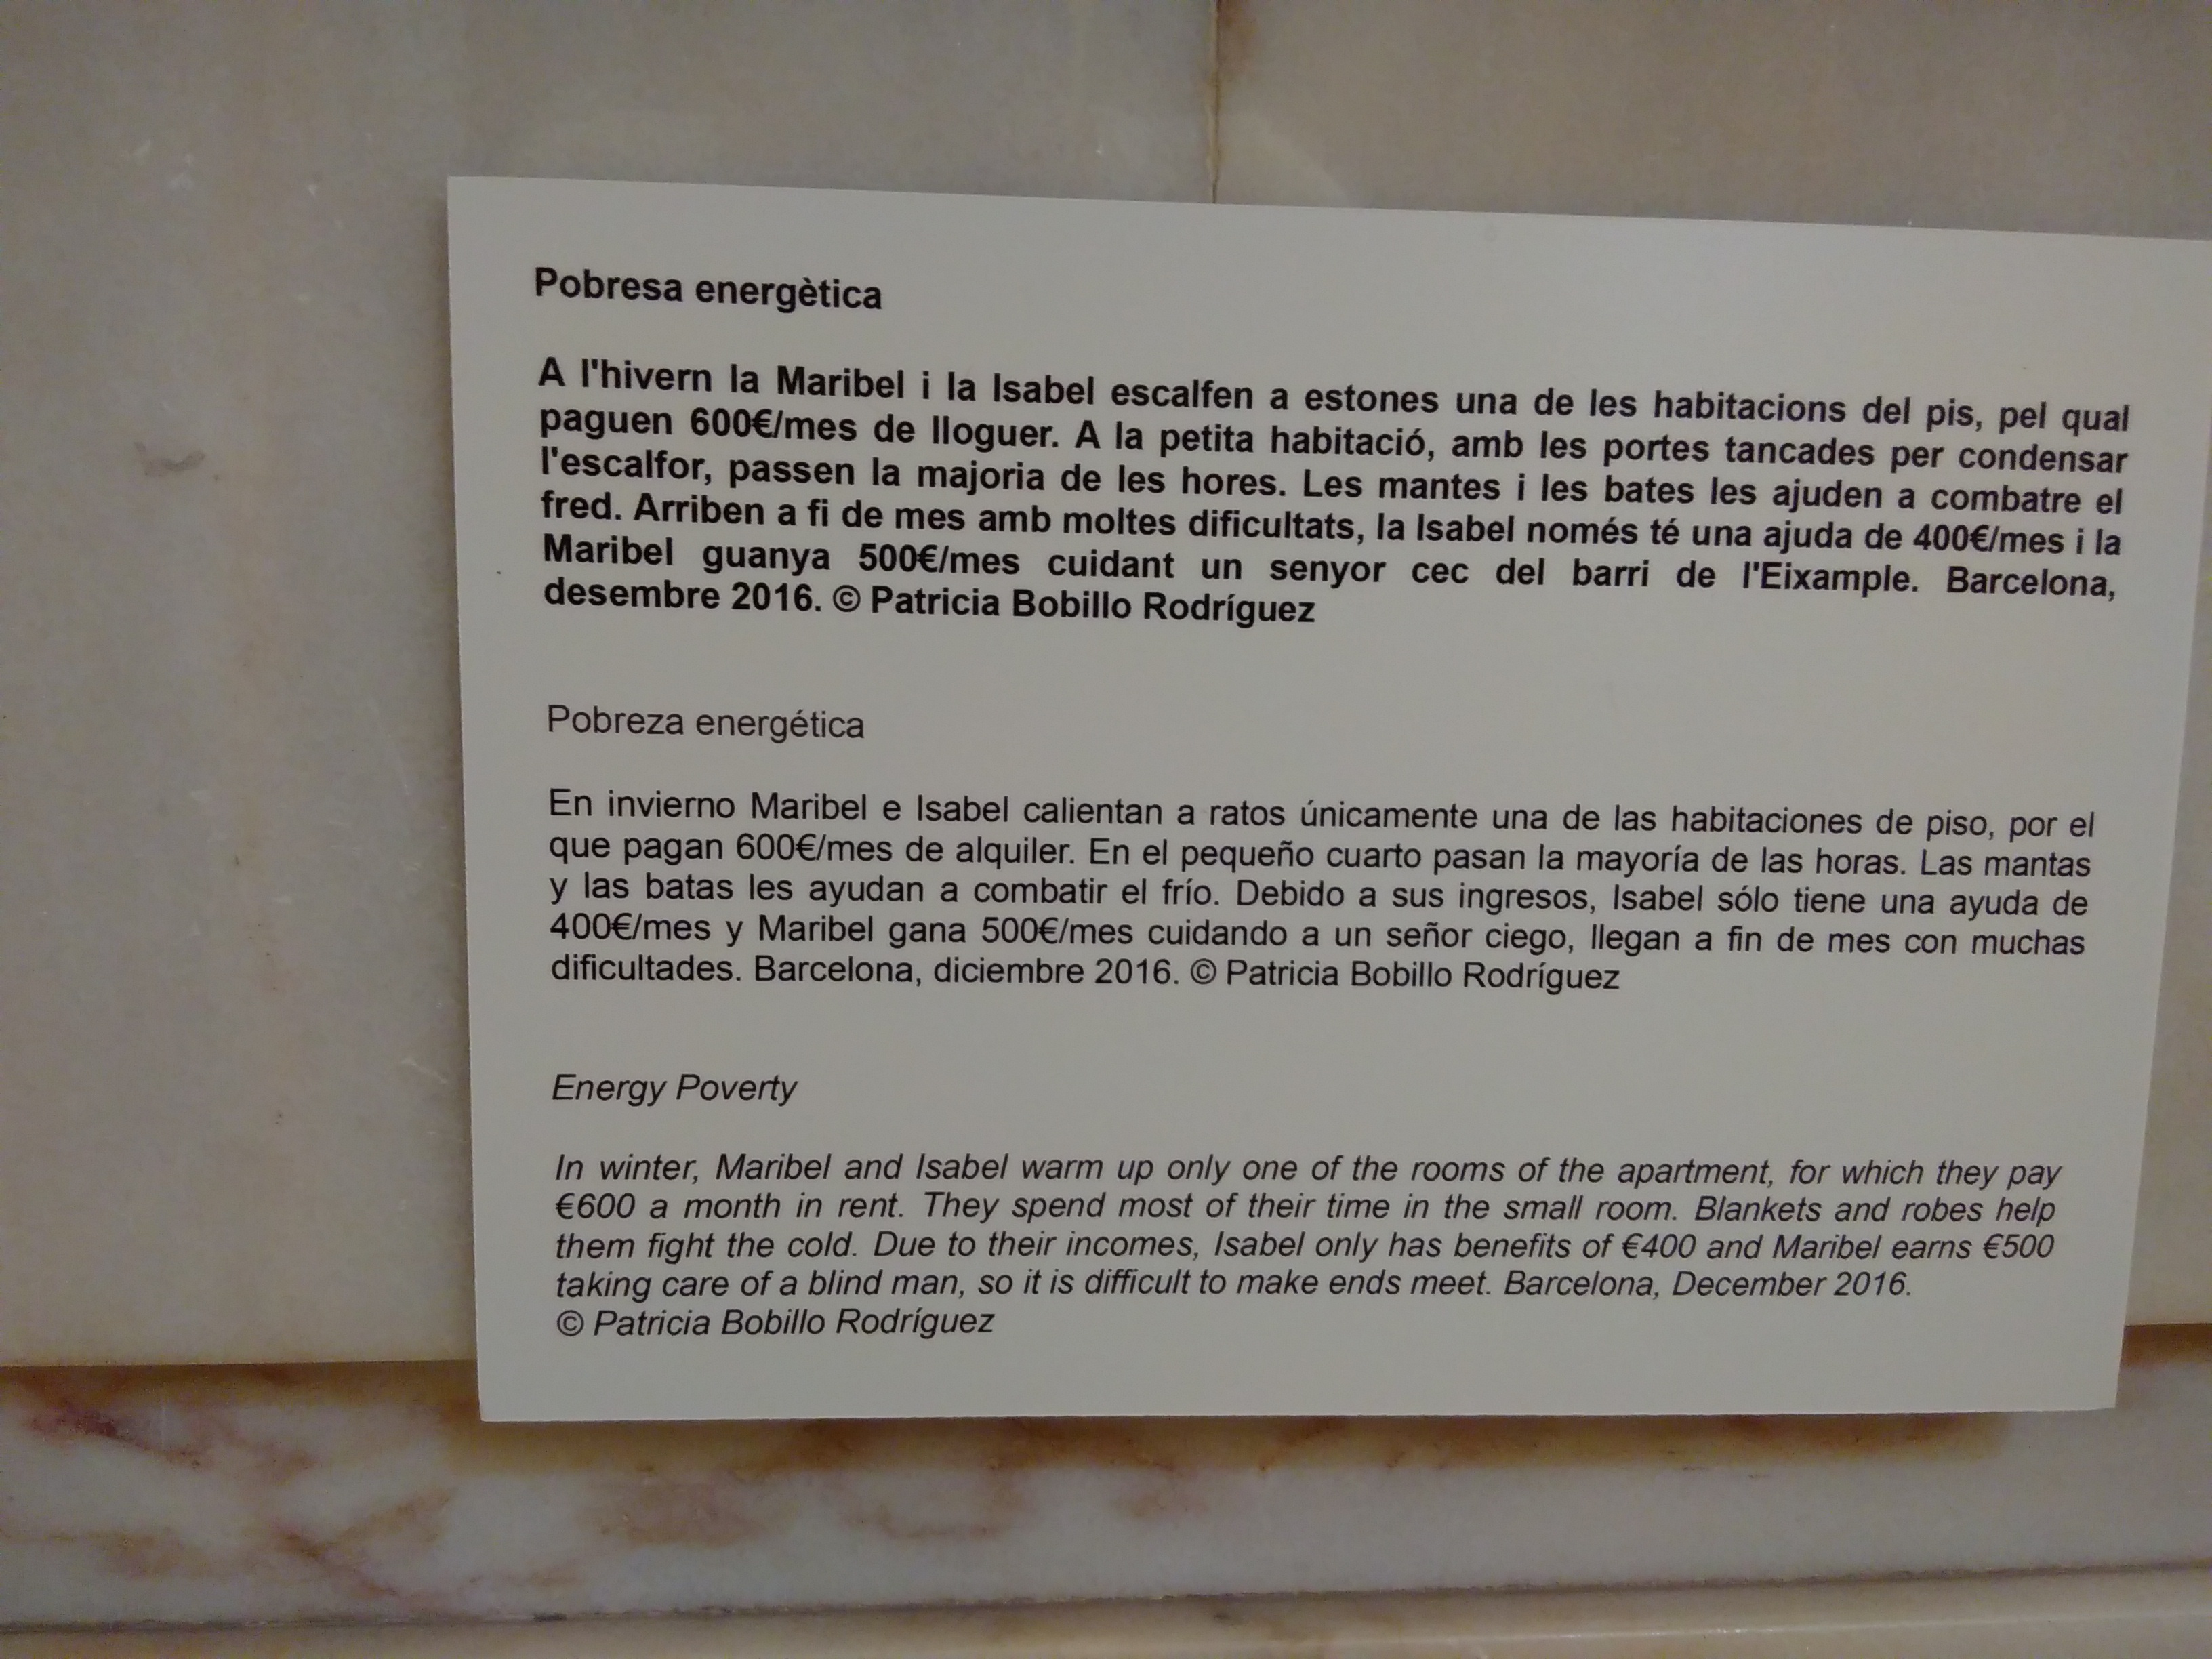 Pobresa energètica
A l'hivern la Maribel i la Isabel escalfen a estones una de les habitacions del pis, pel qual
paguen 600€/mes de lloguer. A la petita habitació, amb les portes tancades per condensar
l'escalfor, passen la majoria de les hores. Les mantes i les bates les ajuden a combatre el
fred. Arriben a fi de mes amb moltes dificultats, la Isabel només té una ajuda de 400€/mes i la
Maribel guanya 500€/mes cuidant un senyor cec del barri de l'Eixample. Barcelona,
desembre 2016. © Patricia Bobillo Rodríguez
Pobreza energética
En invierno Maribel e Isabel calientan a ratos únicamente una de las habitaciones de piso, por el
que pagan 600€/mes de alquiler. En el pequeño cuarto pasan la mayoría de las horas. Las mantas
y las batas les ayudan a combatir el frío. Debido a sus ingresos, Isabel sólo tiene una ayuda de
400€/mes y Maribel gana 500€/mes cuidando a un señor ciego, llegan a fin de mes con muchas
dificultades. Barcelona, diciembre 2016. © Patricia Bobillo Rodríguez
Energy Poverty
In winter, Maribel and Isabel warm up only one of the rooms of the apartment, for which they pay
€600 a month in rent. They spend most of their time in the small room. Blankets and robes help
them fight the cold. Due to their incomes, Isabel only has benefits of €400 and Maribel earns €500
taking care of a blind man, so it is difficult to make ends meet. Barcelona, December 2016.
© Patricia Bobillo Rodríguez